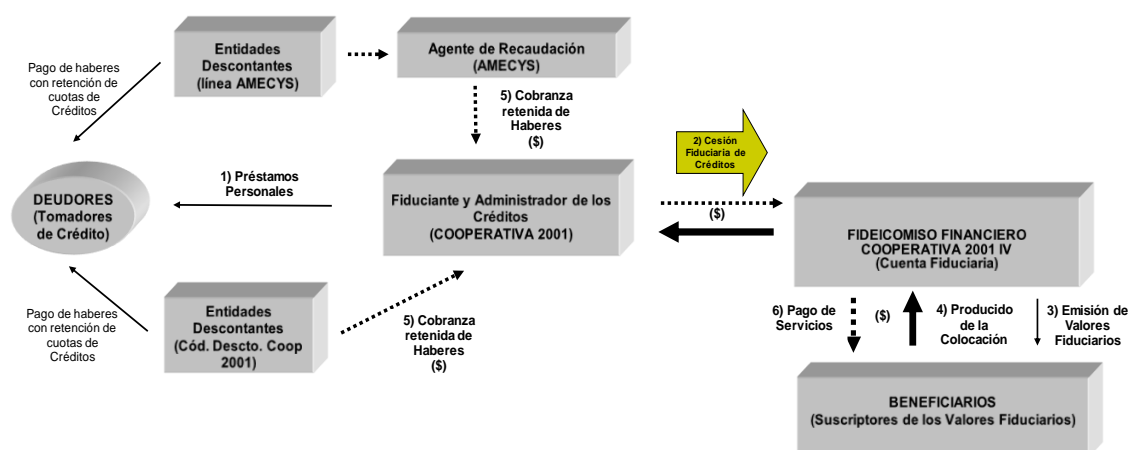 Entidades
Descontantes
(línea AMECYS)
Agente de Recaudación
(AMECYS)
Pago de haberes
con retención de
cuotas de
Créditos
5) Cobranza
retenida de
Haberes
($)
2) Cesión
Fiduciaria de
Créditos
1) Préstamos
Personales
DEUDORES
(Tomadores
de Crédito)
Fiduciante y Administrador de los
Créditos
(COOPERATIVA 2001)
($)
FIDEICOMISO FINANCIERO
COOPERATIVA 2001 IV
(Cuenta Fiduciaria)
Pago de haberes
con retención de
cuotas de
Créditos
Entidades
Descontantes
(Cód. Descto. Coop
2001)
5) Cobranza
retenida de
Haberes
($)
6) Pago de
Servicios
($)
4) Producido
de la
Colocación
3) Emisión de
Valores
Fiduciarios
BENEFICIARIOS
(Suscriptores de los Valores Fiduciarios)